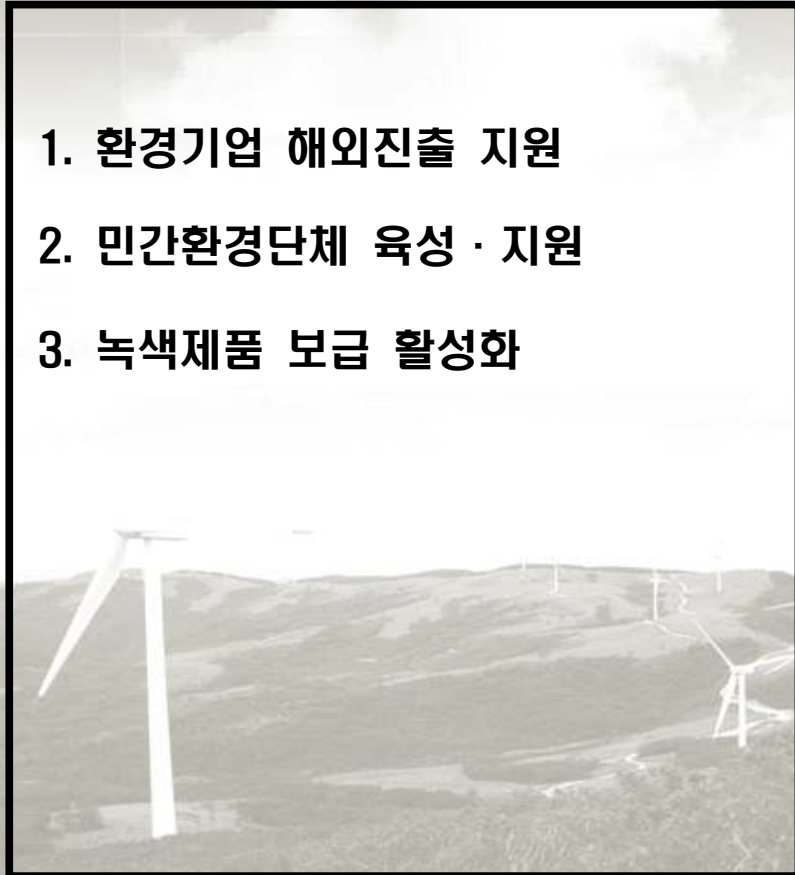 1. 환경기업 해외진출 지원
2. 민간환경단체 육성 · 지원
3. 녹색제품 보급 활성화